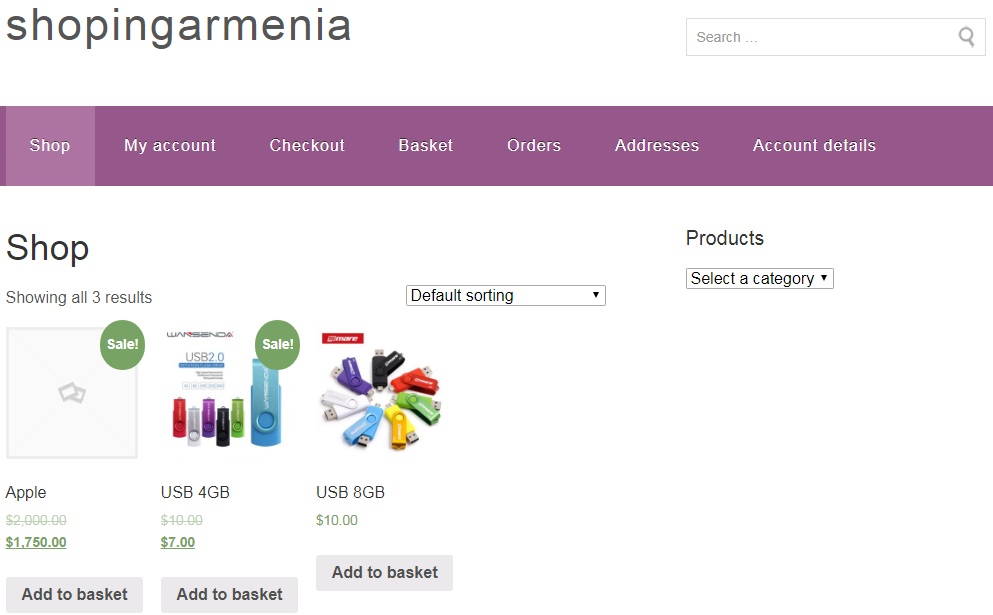 shopingarmenia
Search …
Shop
My account
Checkout
Basket
Orders
Addresses
Account details
Shop
Products
Showing all 3 results
Default sorting
Select a category
Sale!
WANSENDA
USB2.0
WANSENDA
Sale!
mare
Apple
$2,000.00
$1,750.00
Add to basket
USB 4GB
$10.00
$7.00
Add to basket
USB 8GB
$10.00
Add to basket